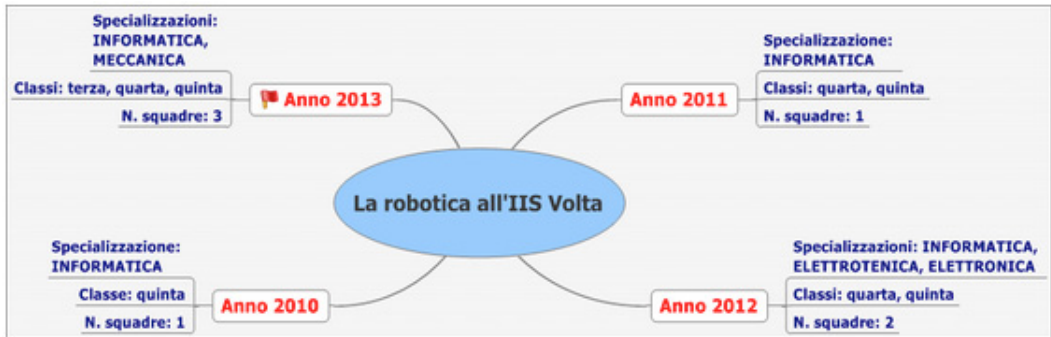 Specializzazioni:
INFORMATICA,
MECCANICA
Classi: terza, quarta, quinta
N. squadre: 3
Anno 2013
Specializzazione:
INFORMATICA
Classi: quarta, quinta
N. squadre: 1
Anno 2011
La robotica all'IIS Volta
Specializzazione:
INFORMATICA
Classe: quinta
N. squadre: 1
Anno 2010
Specializzazioni: INFORMATICA,
ELETTROTENICA, ELETTRONICA
Classi: quarta, quinta
N. squadre: 2
Anno 2012